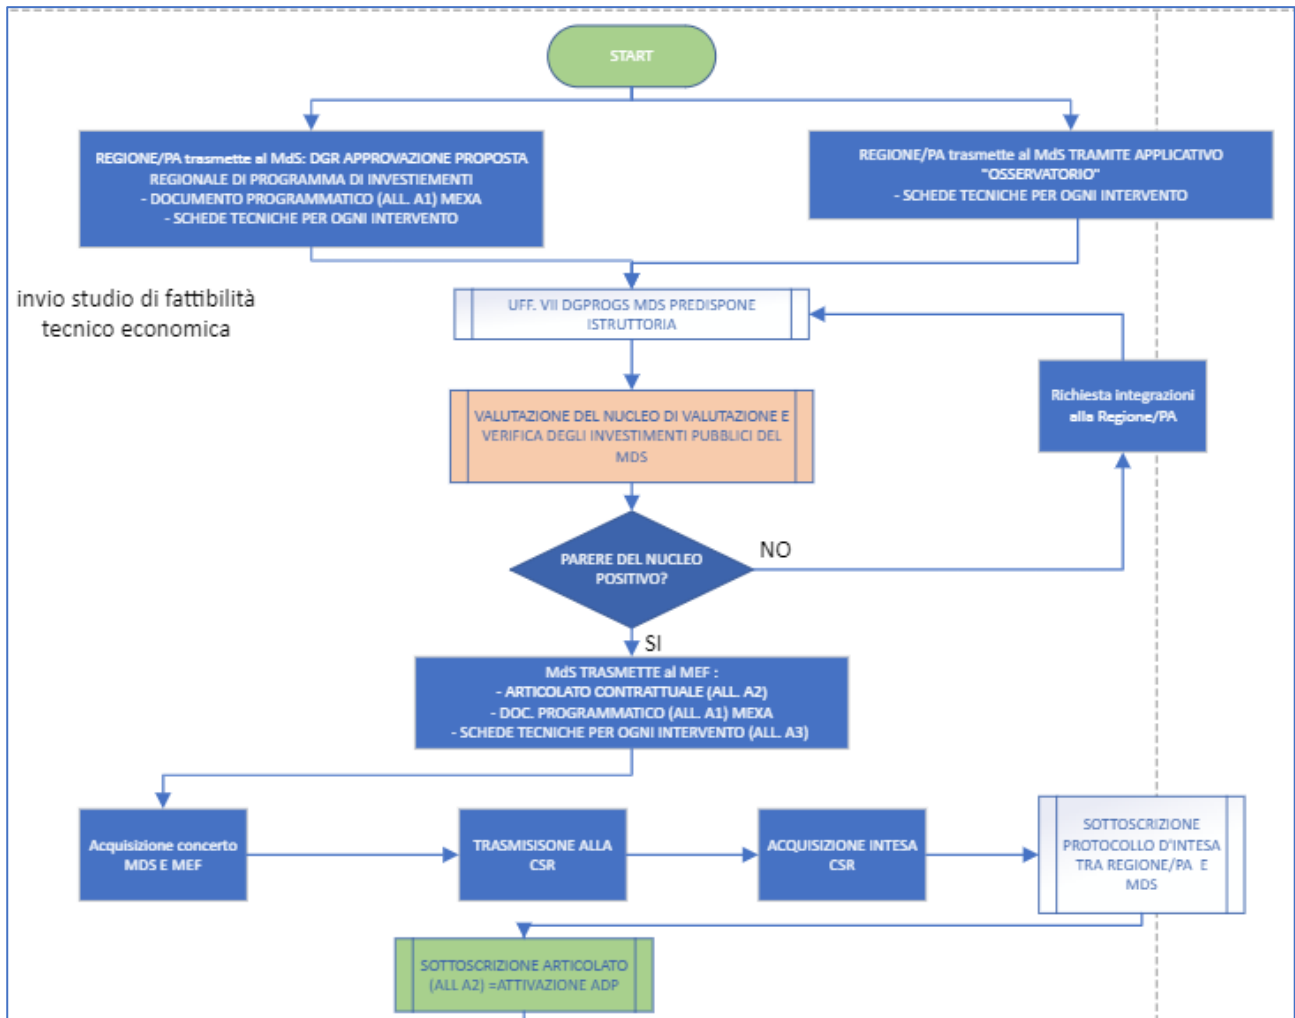 START
REGIONE/PA trasmette al MdS: DGR APPROVAZIONE PROPOSTA
REGIONALE DI PROGRAMMA DI INVESTIEMENTI
- DOCUMENTO PROGRAMMATICO (ALL. A1) MEXA
- SCHEDE TECNICHE PER OGNI INTERVENTO
REGIONE/PA trasmette al MdS TRAMITE APPLICATIVO
"OSSERVATORIO"
- SCHEDE TECNICHE PER OGNI INTERVENTO
invio studio di fattibilità
tecnico economica
UFF. VII DGPROGS MDS PREDISPONE
ISTRUTTORIA
Richiesta integrazioni
alla Regione/PA
VALUTAZIONE DEL NUCLEO DI VALUTAZIONE E
VERIFICA DEGLI INVESTIMENTI PUBBLICI DEL
MDS
PARERE DEL NUCLEO
POSITIVO?
NO
SI
MdS TRASMETTE al MEF :
- ARTICOLATO CONTRATTUALE (ALL. A2)
- DOC. PROGRAMMATICO (ALL. A1) MEXA
- SCHEDE TECNICHE PER OGNI INTERVENTO (ALL. A3)
Acquisizione concerto
MDS E MEF
TRASMISISONE ALLA
CSR
ACQUISIZIONE INTESA
CSR
SOTTOSCRIZIONE
PROTOCOLLO D'INTESA
TRA REGIONE/PA E
MDS
SOTTOSCRIZIONE ARTICOLATO
(ALL A2) =ATTIVAZIONE ADP